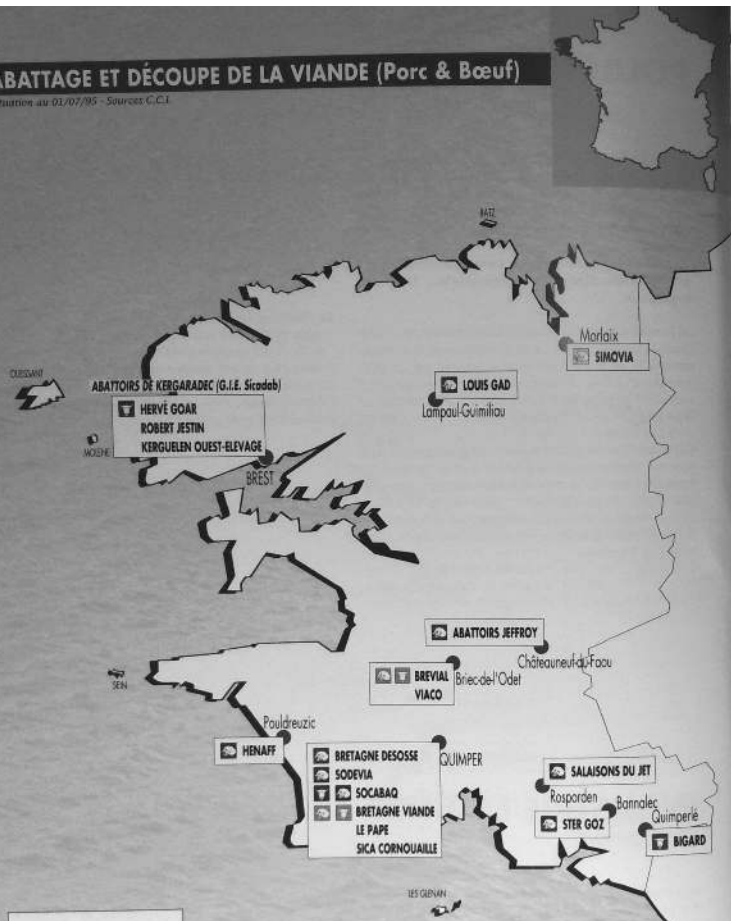 ABATTAGE ET DÉCOUPE DE LA VIANDE (Porc & Bœuf)
Situation au 01/07/95 - Sources C.C.I.
BATZ
Morlaix
SIMOVIA
OUESSANT
ABATTOIRS DE KERGARADEC (G.I.E. Sicadab)
HERVÉ GOAR
ROBERT JESTIN
KERGUELEN OUEST-ELEVAGE
LOUIS GAD
Lampaul-Guimiliau
MOLENE
BREST
ABATTOIRS JEFFROY
Châteauneuf-du-Faou
BREVIAL
VIACO
Briec-de-l'Odet
SEIN
Pouldreuzic
HENAFF
BRETAGNE DESOSSE
SODEVIA
SOCABAQ
BRETAGNE VIANDE
LE PAPE
SICA CORNOUAILLE
QUIMPER
SALAISONS DU JET
Rosporden
Bannalec
STER GOZ
Quimperlé
BIGARD
LES GLENAN